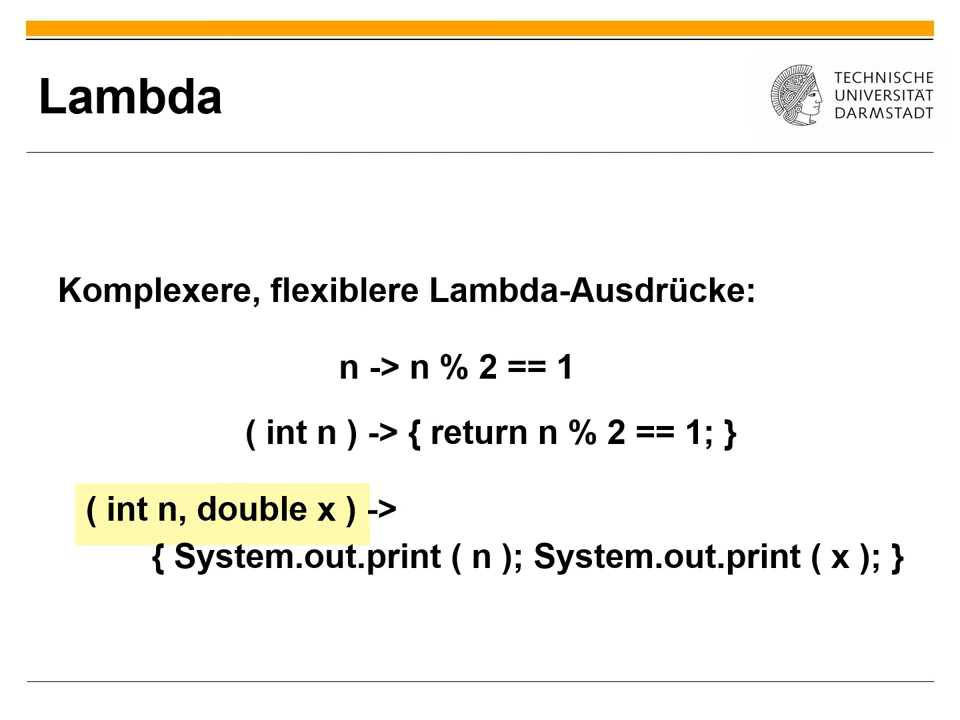 Lambda
TECHNISCHE
UNIVERSITÄT
DARMSTADT
Komplexere, flexiblere Lambda-Ausdrücke:
n -> n % 2 == 1
( int n ) -> { return n % 2 == 1; }
( int n, double x ) ->
{ System.out.print ( n ); System.out.print ( x ); }